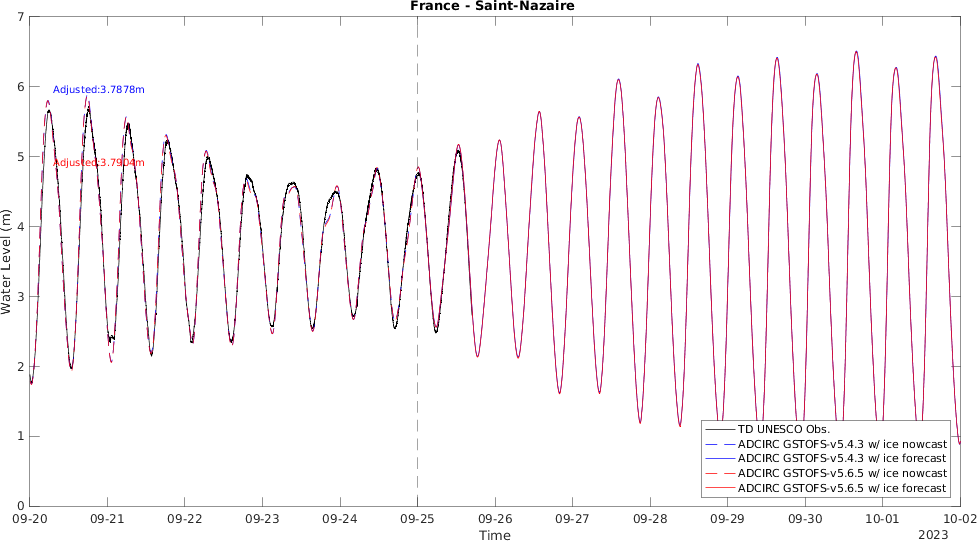 France - Saint-Nazaire
7
6
5
4
3
2
1
0
Water Level (m)
Adjusted:3.7878m
Adjusted:3.7904m
TD UNESCO Obs.
ADCIRC GSTOFS-v5.4.3 w/ ice nowcast
ADCIRC GSTOFS-v5.4.3 w/ ice forecast
ADCIRC GSTOFS-v5.6.5 w/ ice nowcast
ADCIRC GSTOFS-v5.6.5 w/ ice forecast
09-20 09-21 09-22 09-23 09-24 09-25 09-26 09-27 09-28 09-29 09-30 10-01 10-02
Time
2023